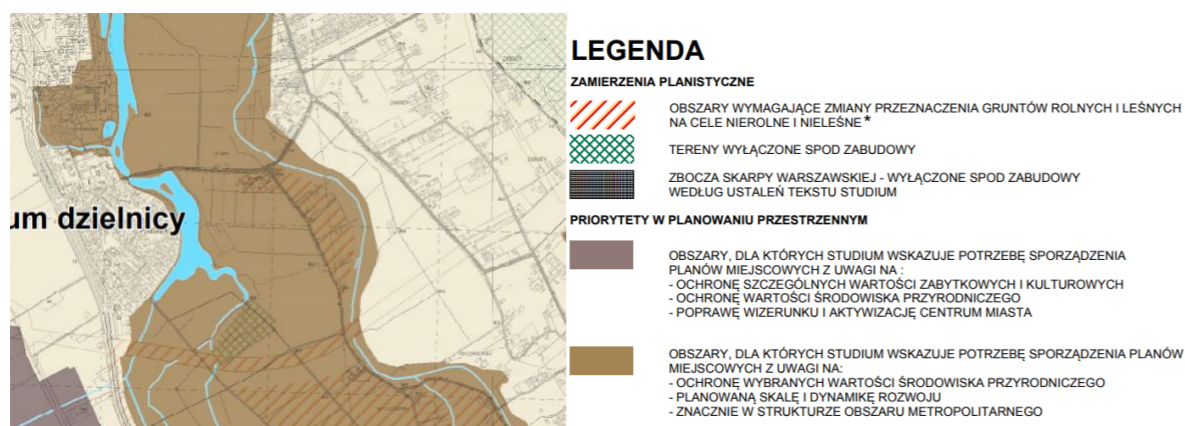 um dzielnicy
LEGENDA
ZAMIERZENIA PLANISTYCZNE
OBSZARY WYMAGAJĄCE ZMIANY PRZEZNACZENIA GRUNTÓW ROLNYCH I LEŚNYCH
NA CELE NIEROLNE I NIELEŚNE *
TERENY WYŁĄCZONE SPOD ZABUDOWY
ZBOCZA SKARPY WARSZAWSKIEJ - WYŁĄCZONE SPOD ZABUDOWY
WEDŁUG USTALEŃ TEKSTU STUDIUM
PRIORYTETY W PLANOWANIU PRZESTRZENNYM
OBSZARY, DLA KTÓRYCH STUDIUM WSKAZUJE POTRZEBĘ SPORZĄDZENIA
PLANÓW MIEJSCOWYCH Z UWAGI NA :
- OCHRONĘ SZCZEGÓLNYCH WARTOŚCI ZABYTKOWYCH I KULTUROWYCH
- OCHRONĘ WARTOŚCI ŚRODOWISKA PRZYRODNICZEGO
- POPRAWĘ WIZERUNKU I AKTYWIZACJĘ CENTRUM MIASTA
OBSZARY, DLA KTÓRYCH STUDIUM WSKAZUJE POTRZEBĘ SPORZĄDZENIA PLANÓW
MIEJSCOWYCH Z UWAGI NA:
- OCHRONĘ WYBRANYCH WARTOŚCI ŚRODOWISKA PRZYRODNICZEGO
- PLANOWANĄ SKALĘ I DYNAMIKĘ ROZWOJU
- ZNACZNIE W STRUKTURZE OBSZARU METROPOLITARNEGO